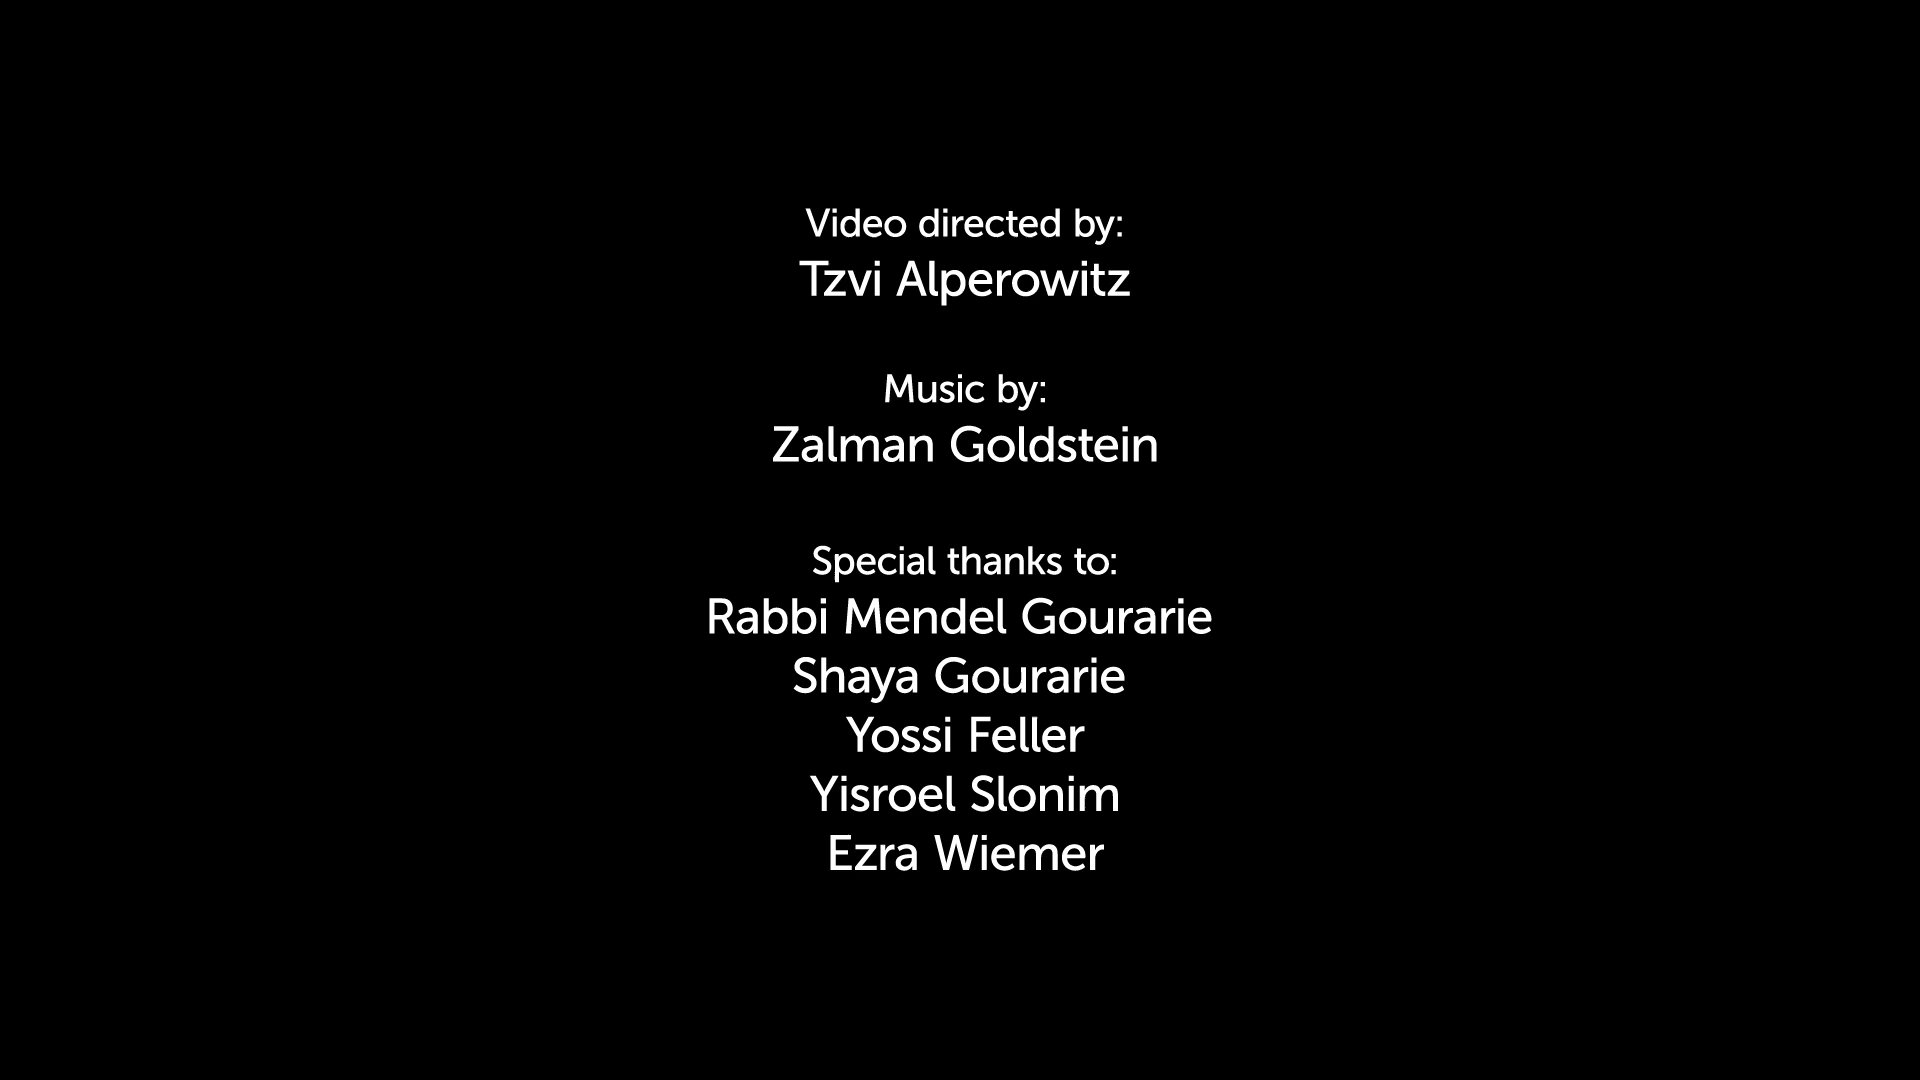 Video directed by:
Tzvi Alperowitz
Music by:
Zalman Goldstein
Special thanks to:
Rabbi Mendel Gourarie
Shaya Gourarie
Yossi Feller
Yisroel Slonim
Ezra Wiemer